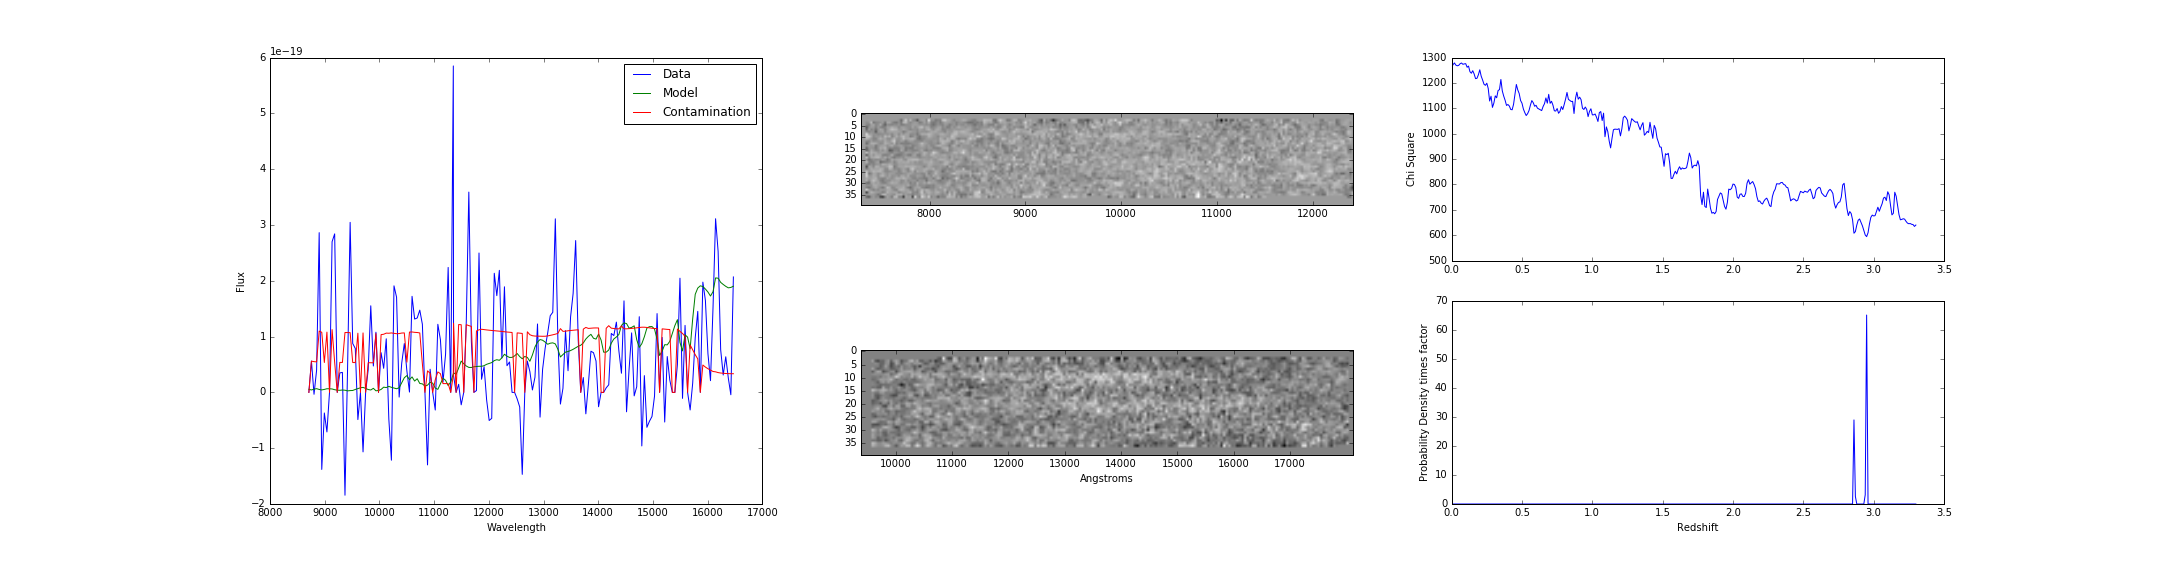 1e−19
6
5
4
3
2
1
0
−1
−2
8000 9000 10000 11000 12000 13000 14000 15000 16000 17000
Flux
Wavelength
Data
Model
Contamination
0
5
10
15
20
25
30
35
8000 9000 10000 11000 12000
0
5
10
15
20
25
30
35
10000 11000 12000 13000 14000 15000 16000 17000
Angstroms
1300
1200
1100
1000
900
800
700
600
500
Chi Square
0.0 0.5 1.0 1.5 2.0 2.5 3.0 3.5
70
60
50
40
30
20
10
0
Probability Density times factor
0.0 0.5 1.0 1.5 2.0 2.5 3.0 3.5
Redshift